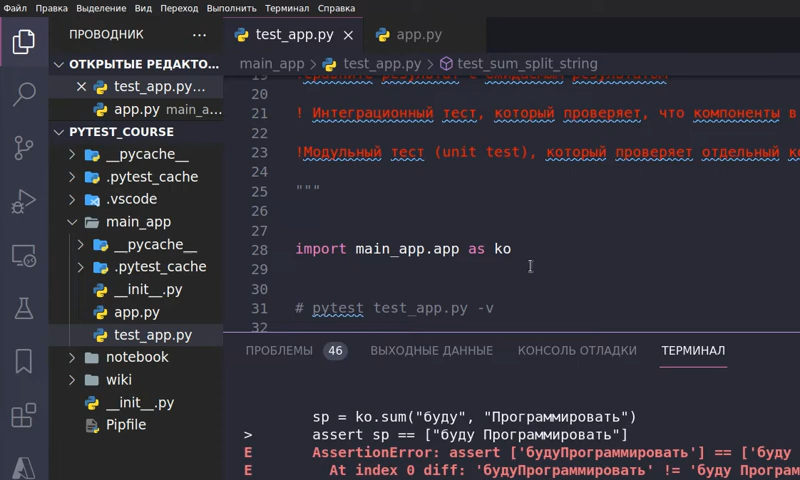 Файл Правка Выделение Вид Переход Выполнить Терминал Справка
ПРОВОДНИК ...
ОТКРЫТЫЕ РЕДАКТО...
test_app.py...
app.py main_a...
PYTEST_COURSE
__pycache__
.pytest_cache
.vscode
main_app
__pycache__
.pytest_cache
__init__.py
app.py
test_app.py
notebook
wiki
__init__.py
Pipfile
test_app.py app.py
main_app > test_app.py > test_sum_split_string
19 результат с ожидаемым результатом
20
21 ! Интеграционный тест, который проверяет, что компоненты в
22
23 !Модульный тест (unit test), который проверяет отдельный
24
25 """
26
27
28 import main_app.app as ko
29
30
31 # pytest test_app.py -v
32
ПРОБЛЕМЫ 46 ВЫХОДНЫЕ ДАННЫЕ КОНСОЛЬ ОТЛАДКИ ТЕРМИНАЛ
sp = ko.sum("буду", "Программировать")
> assert sp == ["буду Программировать"]
E AssertionError: assert ['будуПрограммировать'] == ['буду
E At index 0 diff: 'будуПрограммировать' != 'буду